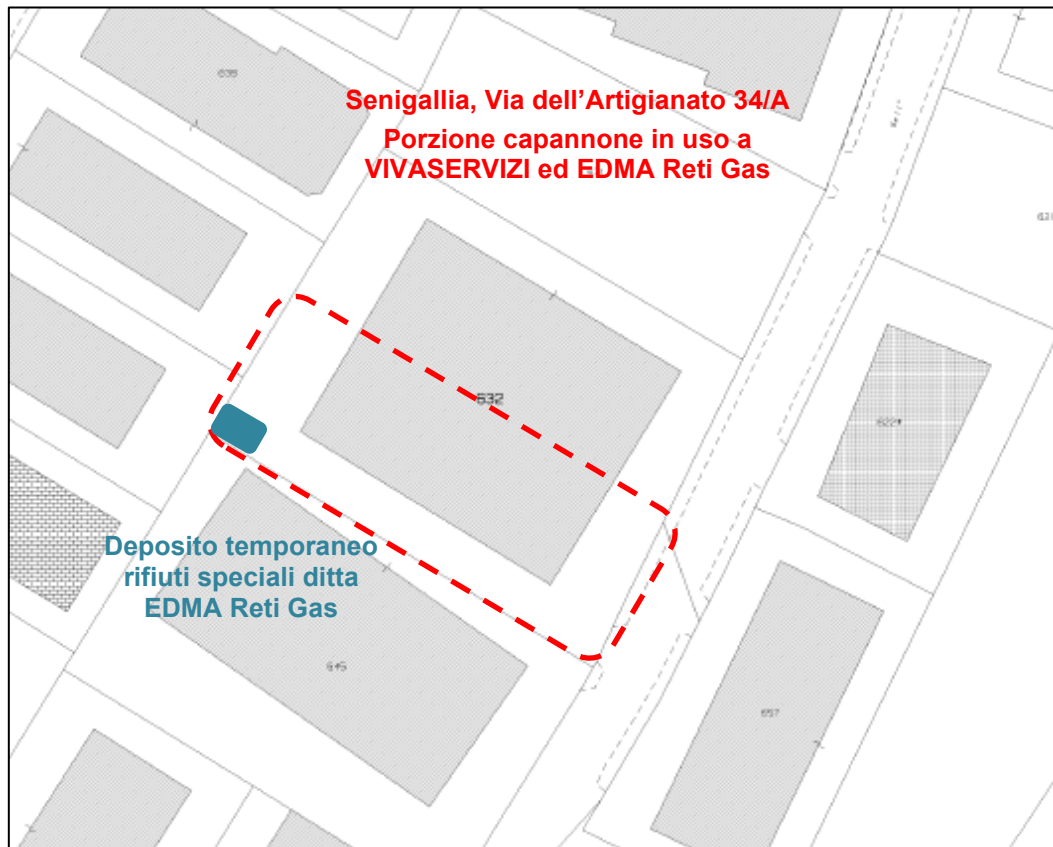 638
Senigallia, Via dell’Artigianato 34/A
Porzione capannone in uso a
VIVASERVIZI ed EDMA Reti Gas
632
Deposito temporaneo
rifiuti speciali ditta
EDMA Reti Gas
645
657